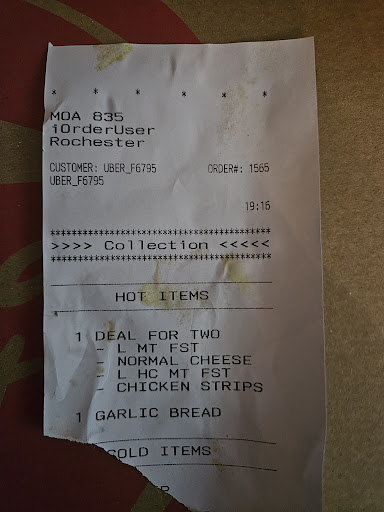 * * * * * *
MOA 835
iOrderUser
Rochester
CUSTOMER: UBER_F6795 ORDER#: 1565
UBER_F6795
19:16
****************************************
>>>> Collection <<<<<
****************************************
HOT ITEMS
1 DEAL FOR TWO
- L MT FST
- NORMAL CHEESE
- L HC MT FST
- CHICKEN STRIPS
1 GARLIC BREAD
COLD ITEMS